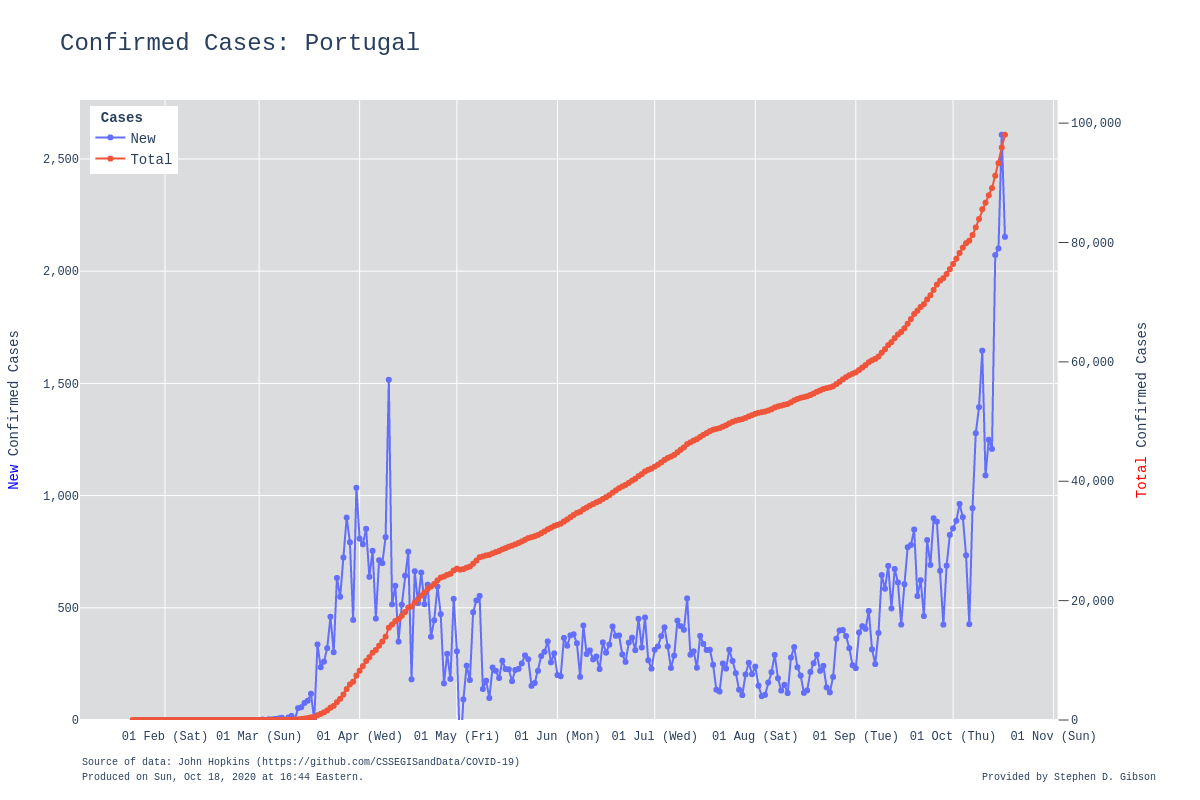 Confirmed Cases: Portugal
Cases
New
Total
2,500
2,000
1,500
1,000
500
0
100,000
80,000
60,000
40,000
20,000
0
New Confirmed Cases
Total Confirmed Cases
01 Feb (Sat) 01 Mar (Sun) 01 Apr (Wed) 01 May (Fri) 01 Jun (Mon) 01 Jul (Wed) 01 Aug (Sat) 01 Sep (Tue) 01 Oct (Thu) 01 Nov (Sun)
Source of data: John Hopkins (https://github.com/CSSEGISandData/COVID-19)
Produced on Sun, Oct 18, 2020 at 16:44 Eastern.
Provided by Stephen D. Gibson